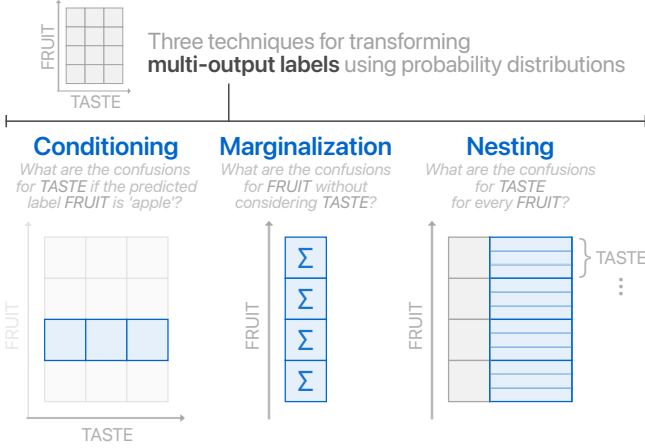 FRUIT
TASTE
Three techniques for transforming
multi-output labels using probability distributions
Conditioning
What are the confusions
for TASTE if the predicted
label FRUIT is 'apple'?
FRUIT
TASTE
Marginalization
What are the confusions
for FRUIT without
considering TASTE?
FRUIT
Σ
Σ
Σ
Σ
Nesting
What are the confusions
for TASTE
for every FRUIT?
FRUIT
TASTE
⋮